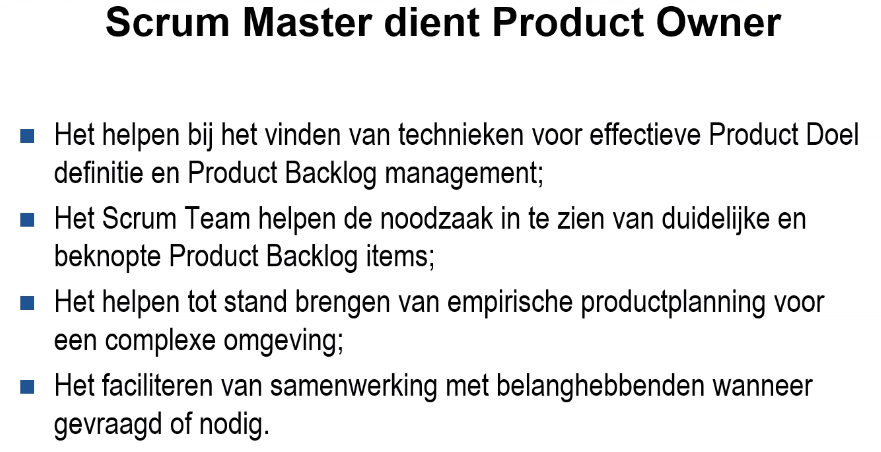 Scrum Master dient Product Owner
Het helpen bij het vinden van technieken voor effectieve Product Doel
definitie en Product Backlog management;
Het Scrum Team helpen de noodzaak in te zien van duidelijke en
beknopte Product Backlog items;
Het helpen tot stand brengen van empirische productplanning voor
een complexe omgeving;
Het faciliteren van samenwerking met belanghebbenden wanneer
gevraagd of nodig.